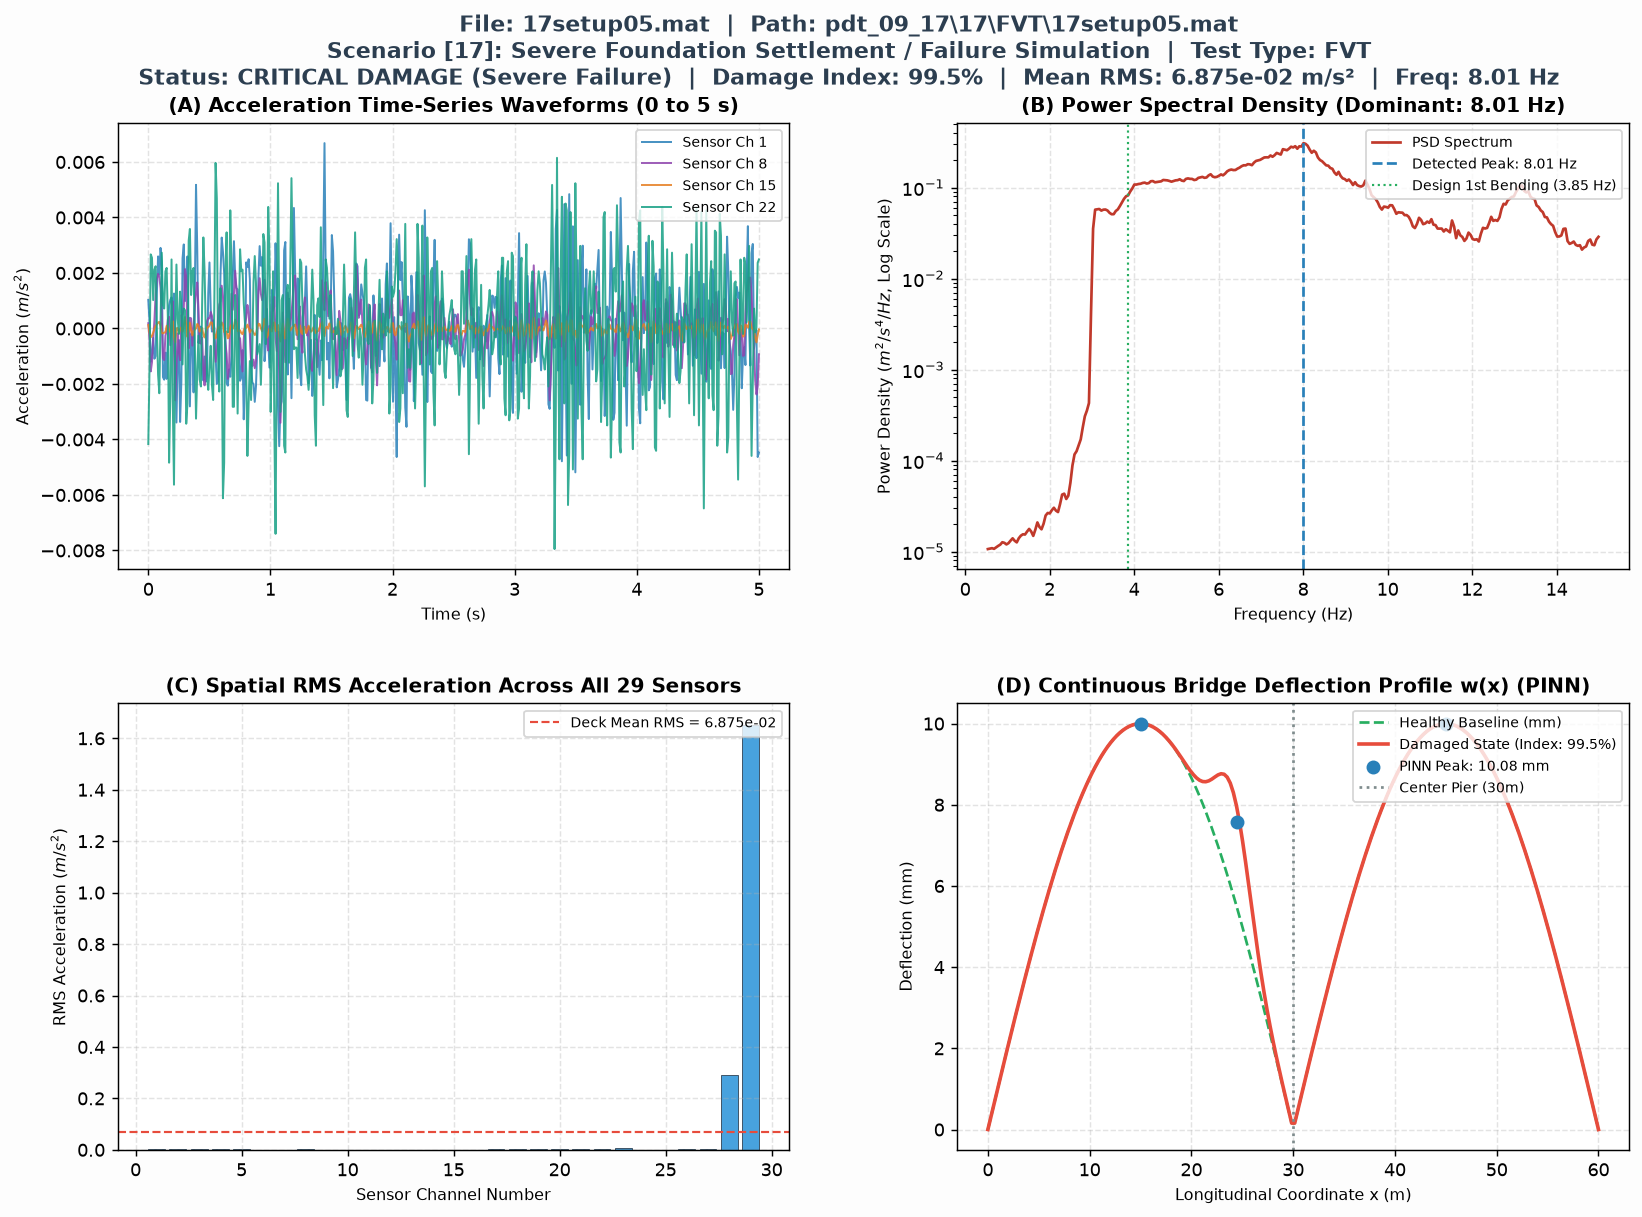 File: 17setup05.mat | Path: pdt_09_17\17\FVT\17setup05.mat
Scenario [17]: Severe Foundation Settlement / Failure Simulation | Test Type: FVT
Status: CRITICAL DAMAGE (Severe Failure) | Damage Index: 99.5% | Mean RMS: 6.875e-02 m/s² | Freq: 8.01 Hz
(A) Acceleration Time-Series Waveforms (0 to 5 s)
Sensor Ch 1
Sensor Ch 8
Sensor Ch 15
Sensor Ch 22
0.006
0.004
0.002
0.000
−0.002
−0.004
−0.006
−0.008
Acceleration (m/s²)
0 1 2 3 4 5
Time (s)
(B) Power Spectral Density (Dominant: 8.01 Hz)
PSD Spectrum
Detected Peak: 8.01 Hz
Design 1st Bending (3.85 Hz)
10⁻¹
10⁻²
10⁻³
10⁻⁴
10⁻⁵
Power Density (m²/s⁴/Hz, Log Scale)
0 2 4 6 8 10 12 14
Frequency (Hz)
(C) Spatial RMS Acceleration Across All 29 Sensors
Deck Mean RMS = 6.875e-02
1.6
1.4
1.2
1.0
0.8
0.6
0.4
0.2
0.0
RMS Acceleration (m/s²)
0 5 10 15 20 25 30
Sensor Channel Number
(D) Continuous Bridge Deflection Profile w(x) (PINN)
Healthy Baseline (mm)
Damaged State (Index: 99.5%)
PINN Peak: 10.08 mm
Center Pier (30m)
10
8
6
4
2
0
Deflection (mm)
0 10 20 30 40 50 60
Longitudinal Coordinate x (m)